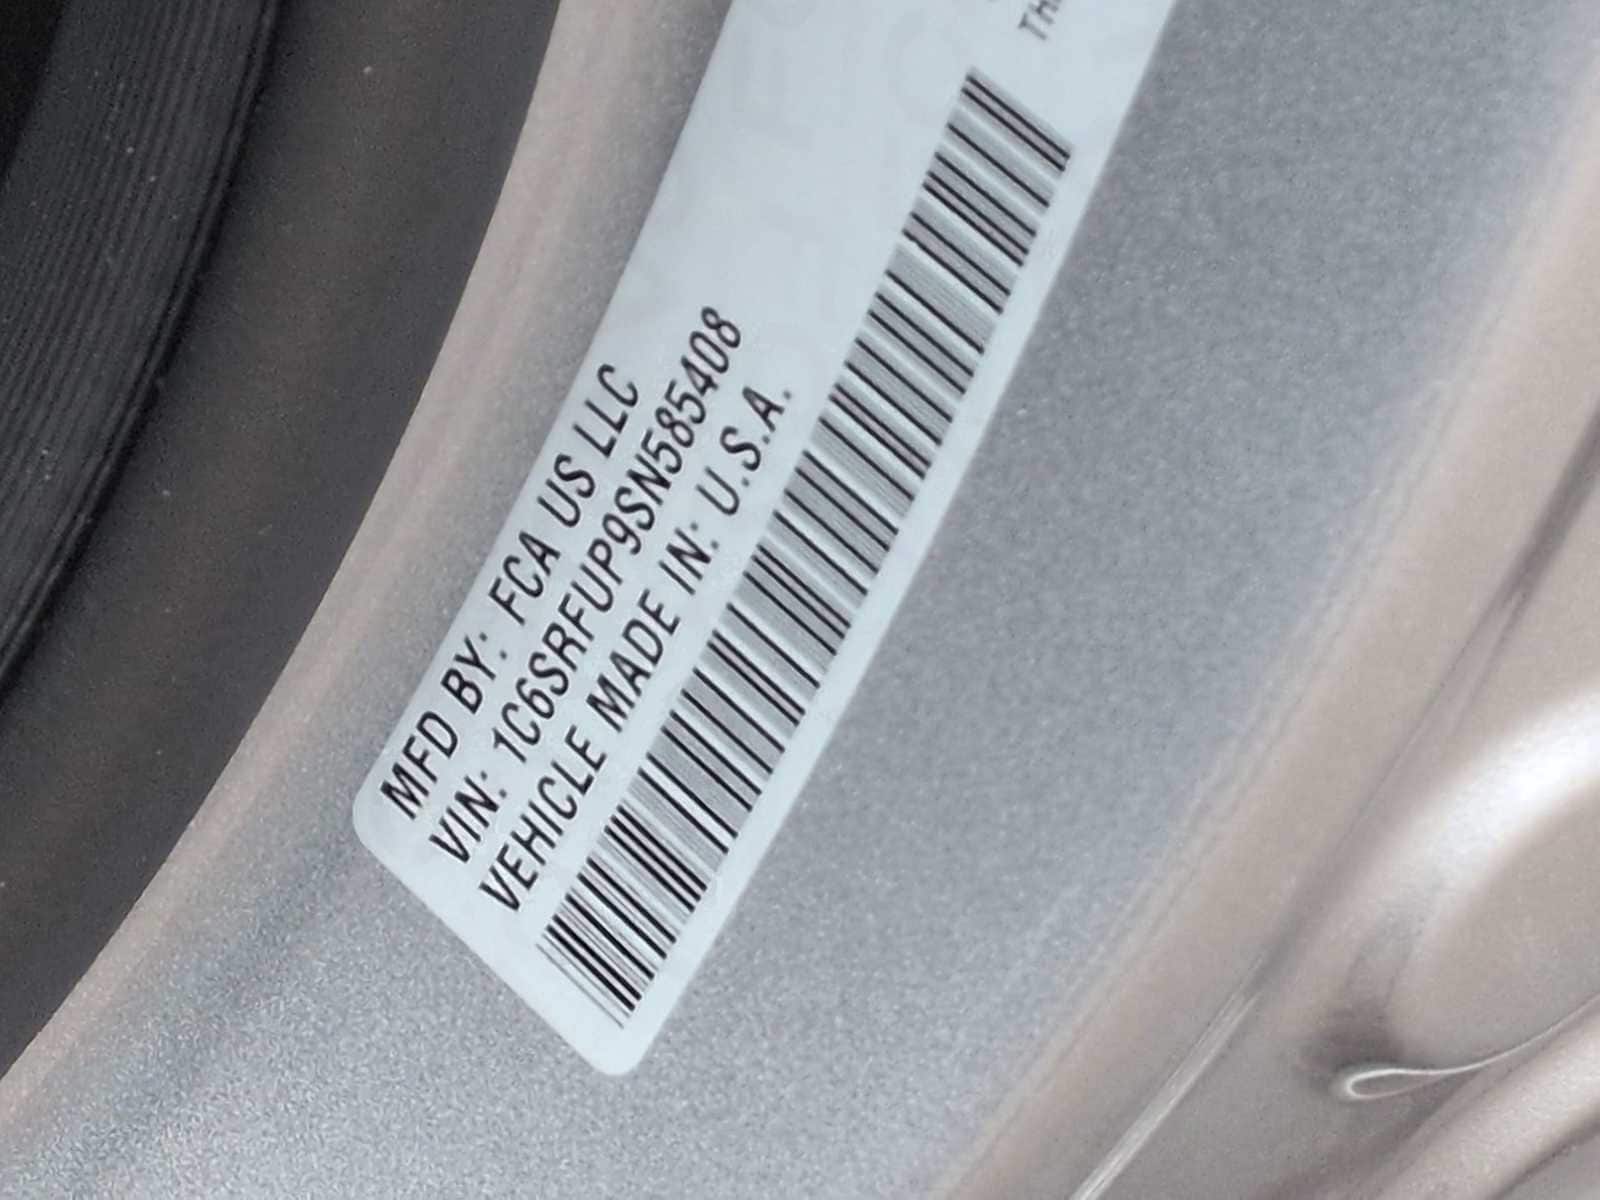 MFD BY: FCA US LLC
VIN: 1C6SRFUP9SN585408
VEHICLE MADE IN: U.S.A.